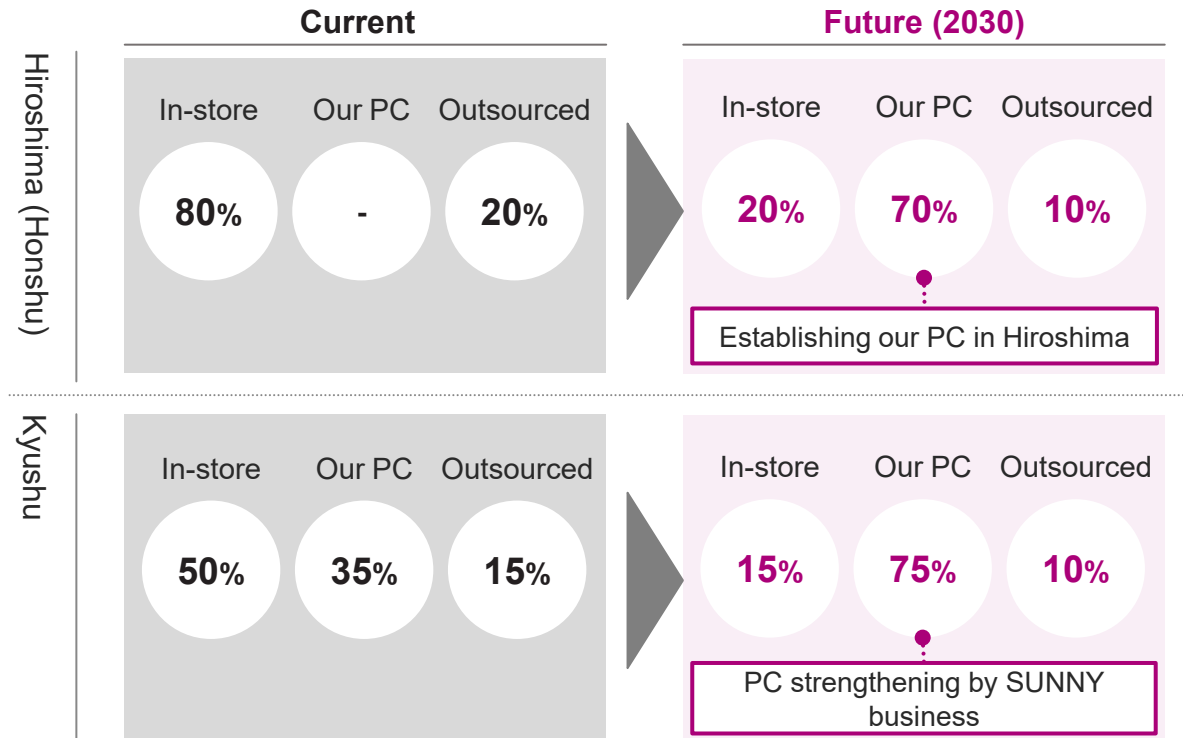 Current
Future (2030)
Hiroshima (Honshu)
In-store Our PC Outsourced
80% - 20%
In-store Our PC Outsourced
20% 70% 10%
Establishing our PC in Hiroshima
Kyushu
In-store Our PC Outsourced
50% 35% 15%
In-store Our PC Outsourced
15% 75% 10%
PC strengthening by SUNNY
business